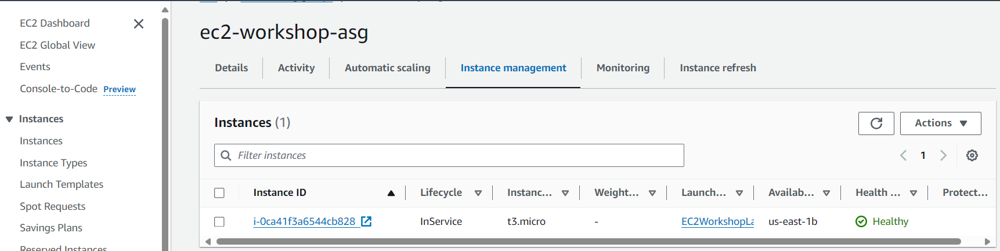 EC2 Dashboard
EC2 Global View
Events
Console-to-Code Preview
Instances
Instances
Instance Types
Launch Templates
Spot Requests
Savings Plans
Reserved Instances
ec2-workshop-asg
Details Activity Automatic scaling Instance management Monitoring Instance refresh
Instances (1)
Actions
Filter instances
1
Instance ID Lifecycle Instanc... Weight... Launch... Availab... Health ... Protect...
i-0ca41f3a6544cb828 InService t3.micro - EC2WorkshopLa us-east-1b Healthy